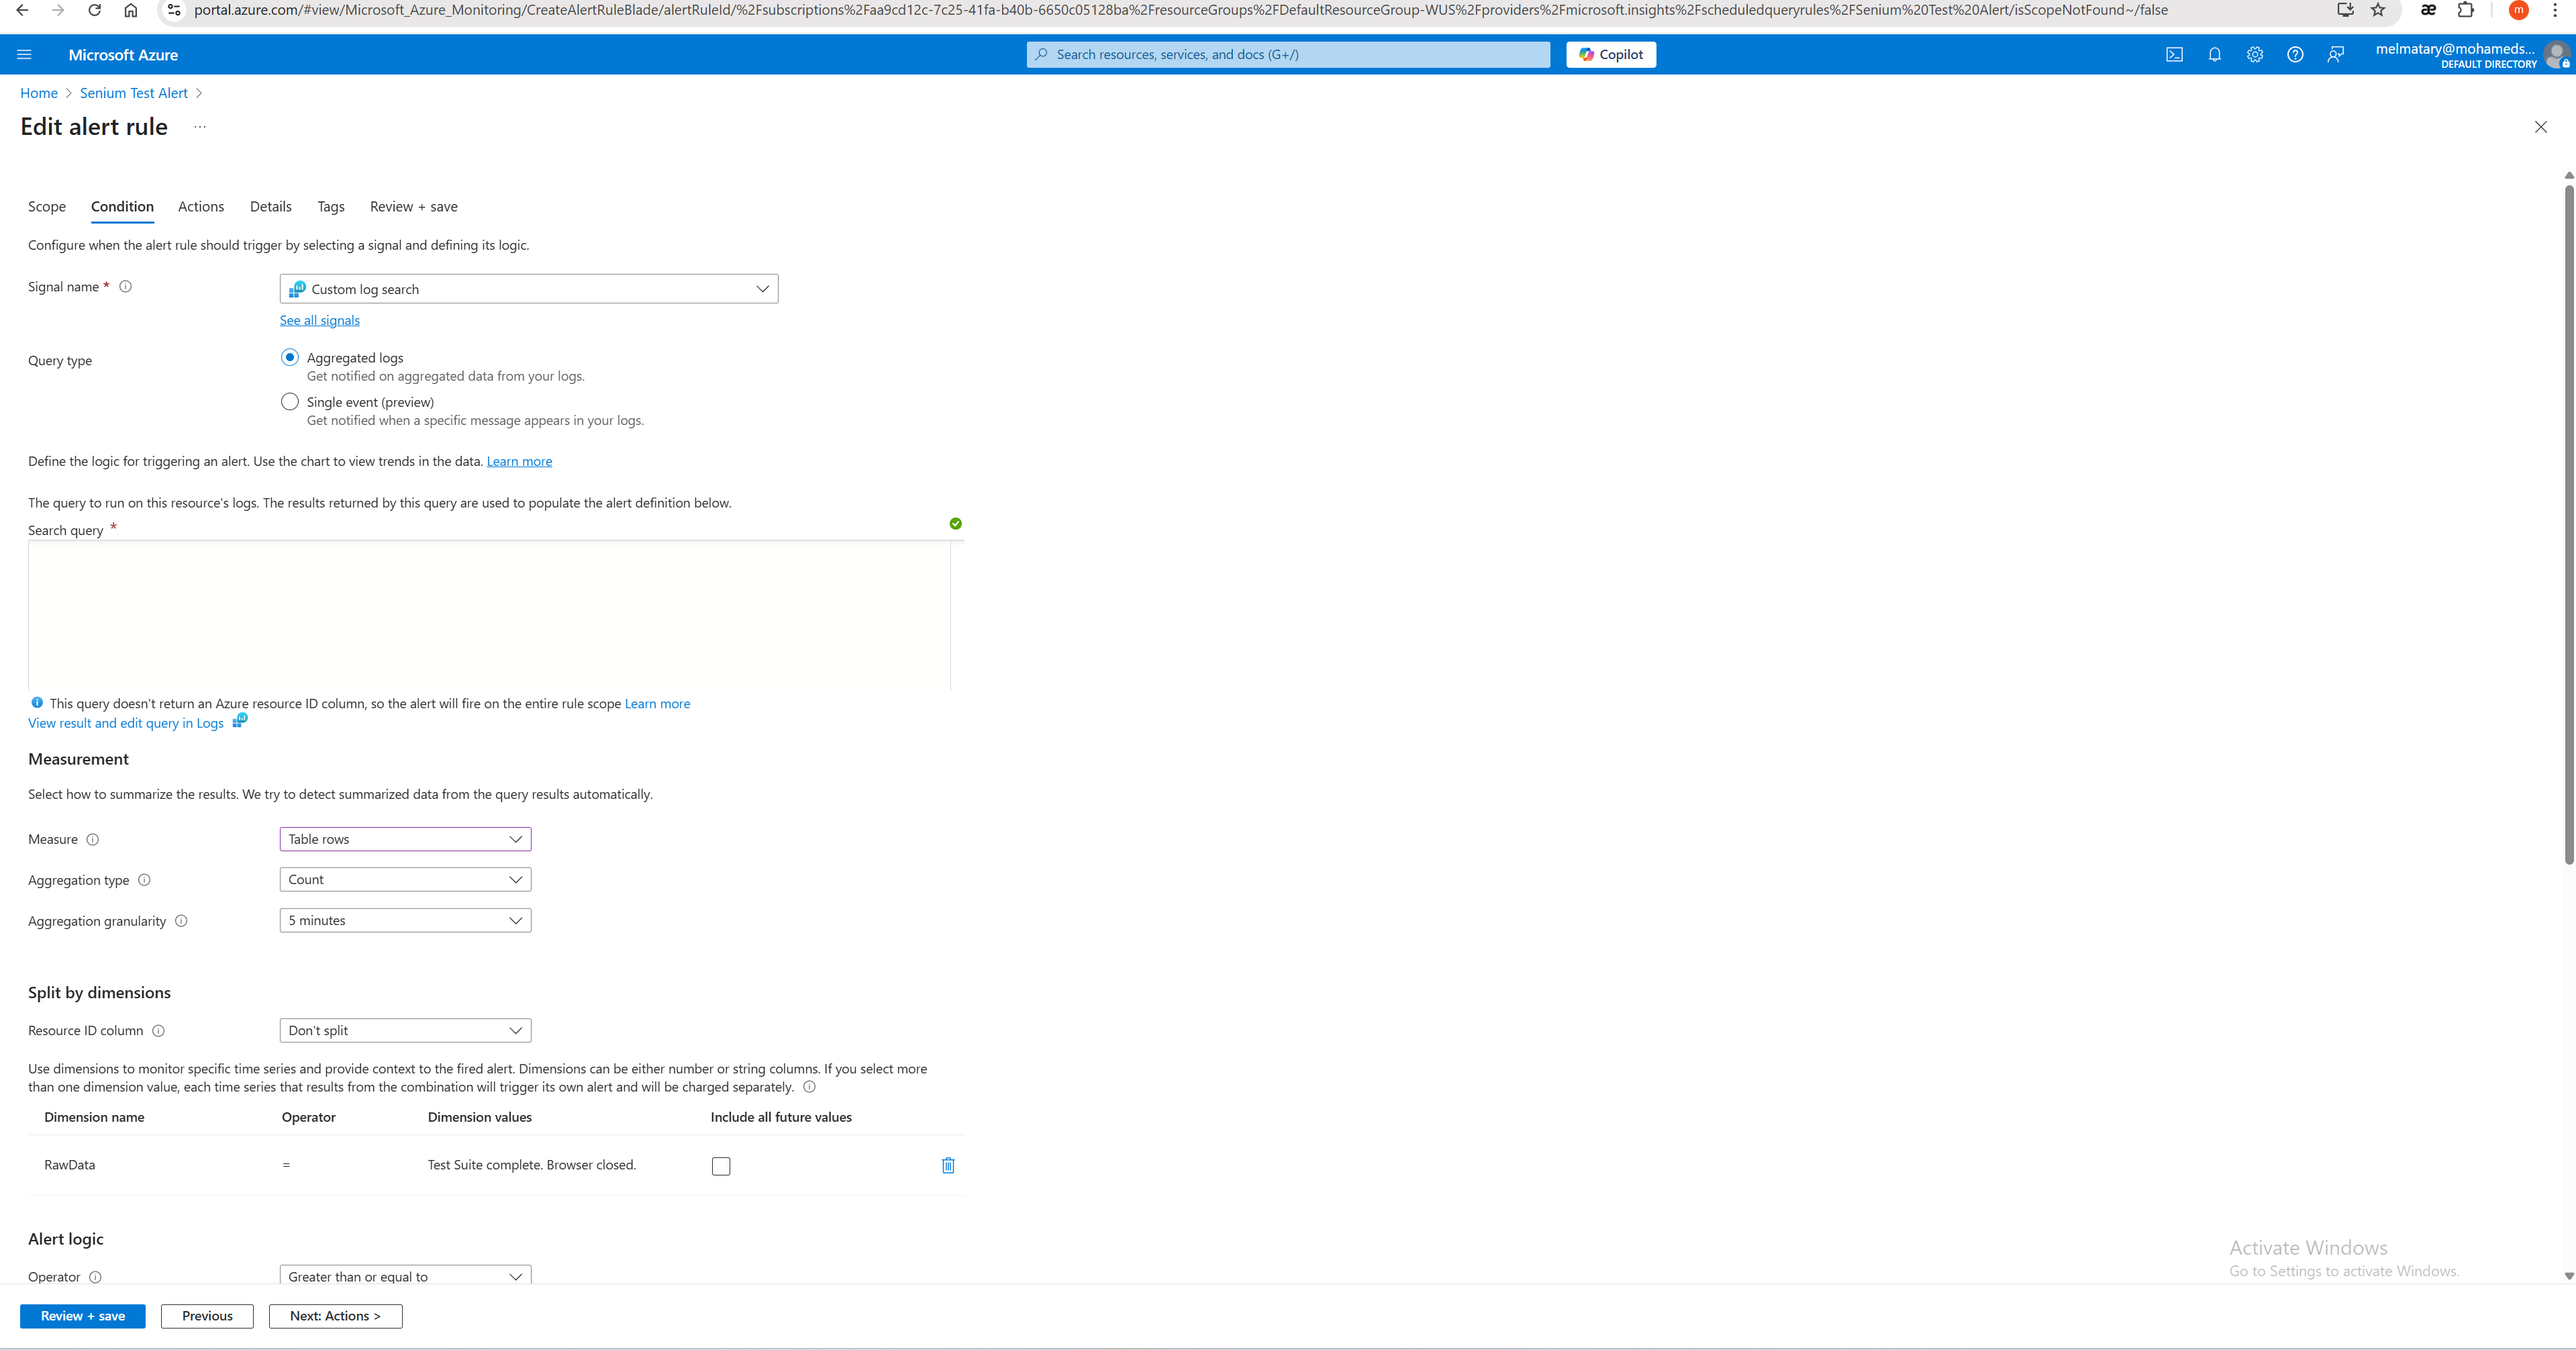 portal.azure.com/#view/Microsoft_Azure_Monitoring/CreateAlertRuleBlade/alertRuleId/%2Fsubscriptions%2Faa9cd12c-7c25-41fa-b40b-6650c05128ba%2FresourceGroups%2FDefaultResourceGroup-WUS%2Fproviders%2Fmicrosoft.insights%2Fscheduledqueryrules%2FSenium%20Test%20Alert/isScopeNotFound~/false
æ
m
Microsoft Azure
Search resources, services, and docs (G+/)
Copilot
melmatary@mohameds...
DEFAULT DIRECTORY
Home > Senium Test Alert >
Edit alert rule ...
Scope Condition Actions Details Tags Review + save
Configure when the alert rule should trigger by selecting a signal and defining its logic.
Signal name *
Custom log search
See all signals
Query type
Aggregated logs
Get notified on aggregated data from your logs.
Single event (preview)
Get notified when a specific message appears in your logs.
Define the logic for triggering an alert. Use the chart to view trends in the data. Learn more
The query to run on this resource's logs. The results returned by this query are used to populate the alert definition below.
Search query *
This query doesn't return an Azure resource ID column, so the alert will fire on the entire rule scope Learn more
View result and edit query in Logs
Measurement
Select how to summarize the results. We try to detect summarized data from the query results automatically.
Measure
Table rows
Aggregation type
Count
Aggregation granularity
5 minutes
Split by dimensions
Resource ID column
Don't split
Use dimensions to monitor specific time series and provide context to the fired alert. Dimensions can be either number or string columns. If you select more
than one dimension value, each time series that results from the combination will trigger its own alert and will be charged separately.
Dimension name Operator Dimension values Include all future values
RawData = Test Suite complete. Browser closed.
Alert logic
Operator
Greater than or equal to
Activate Windows
Go to Settings to activate Windows.
Review + save Previous Next: Actions >